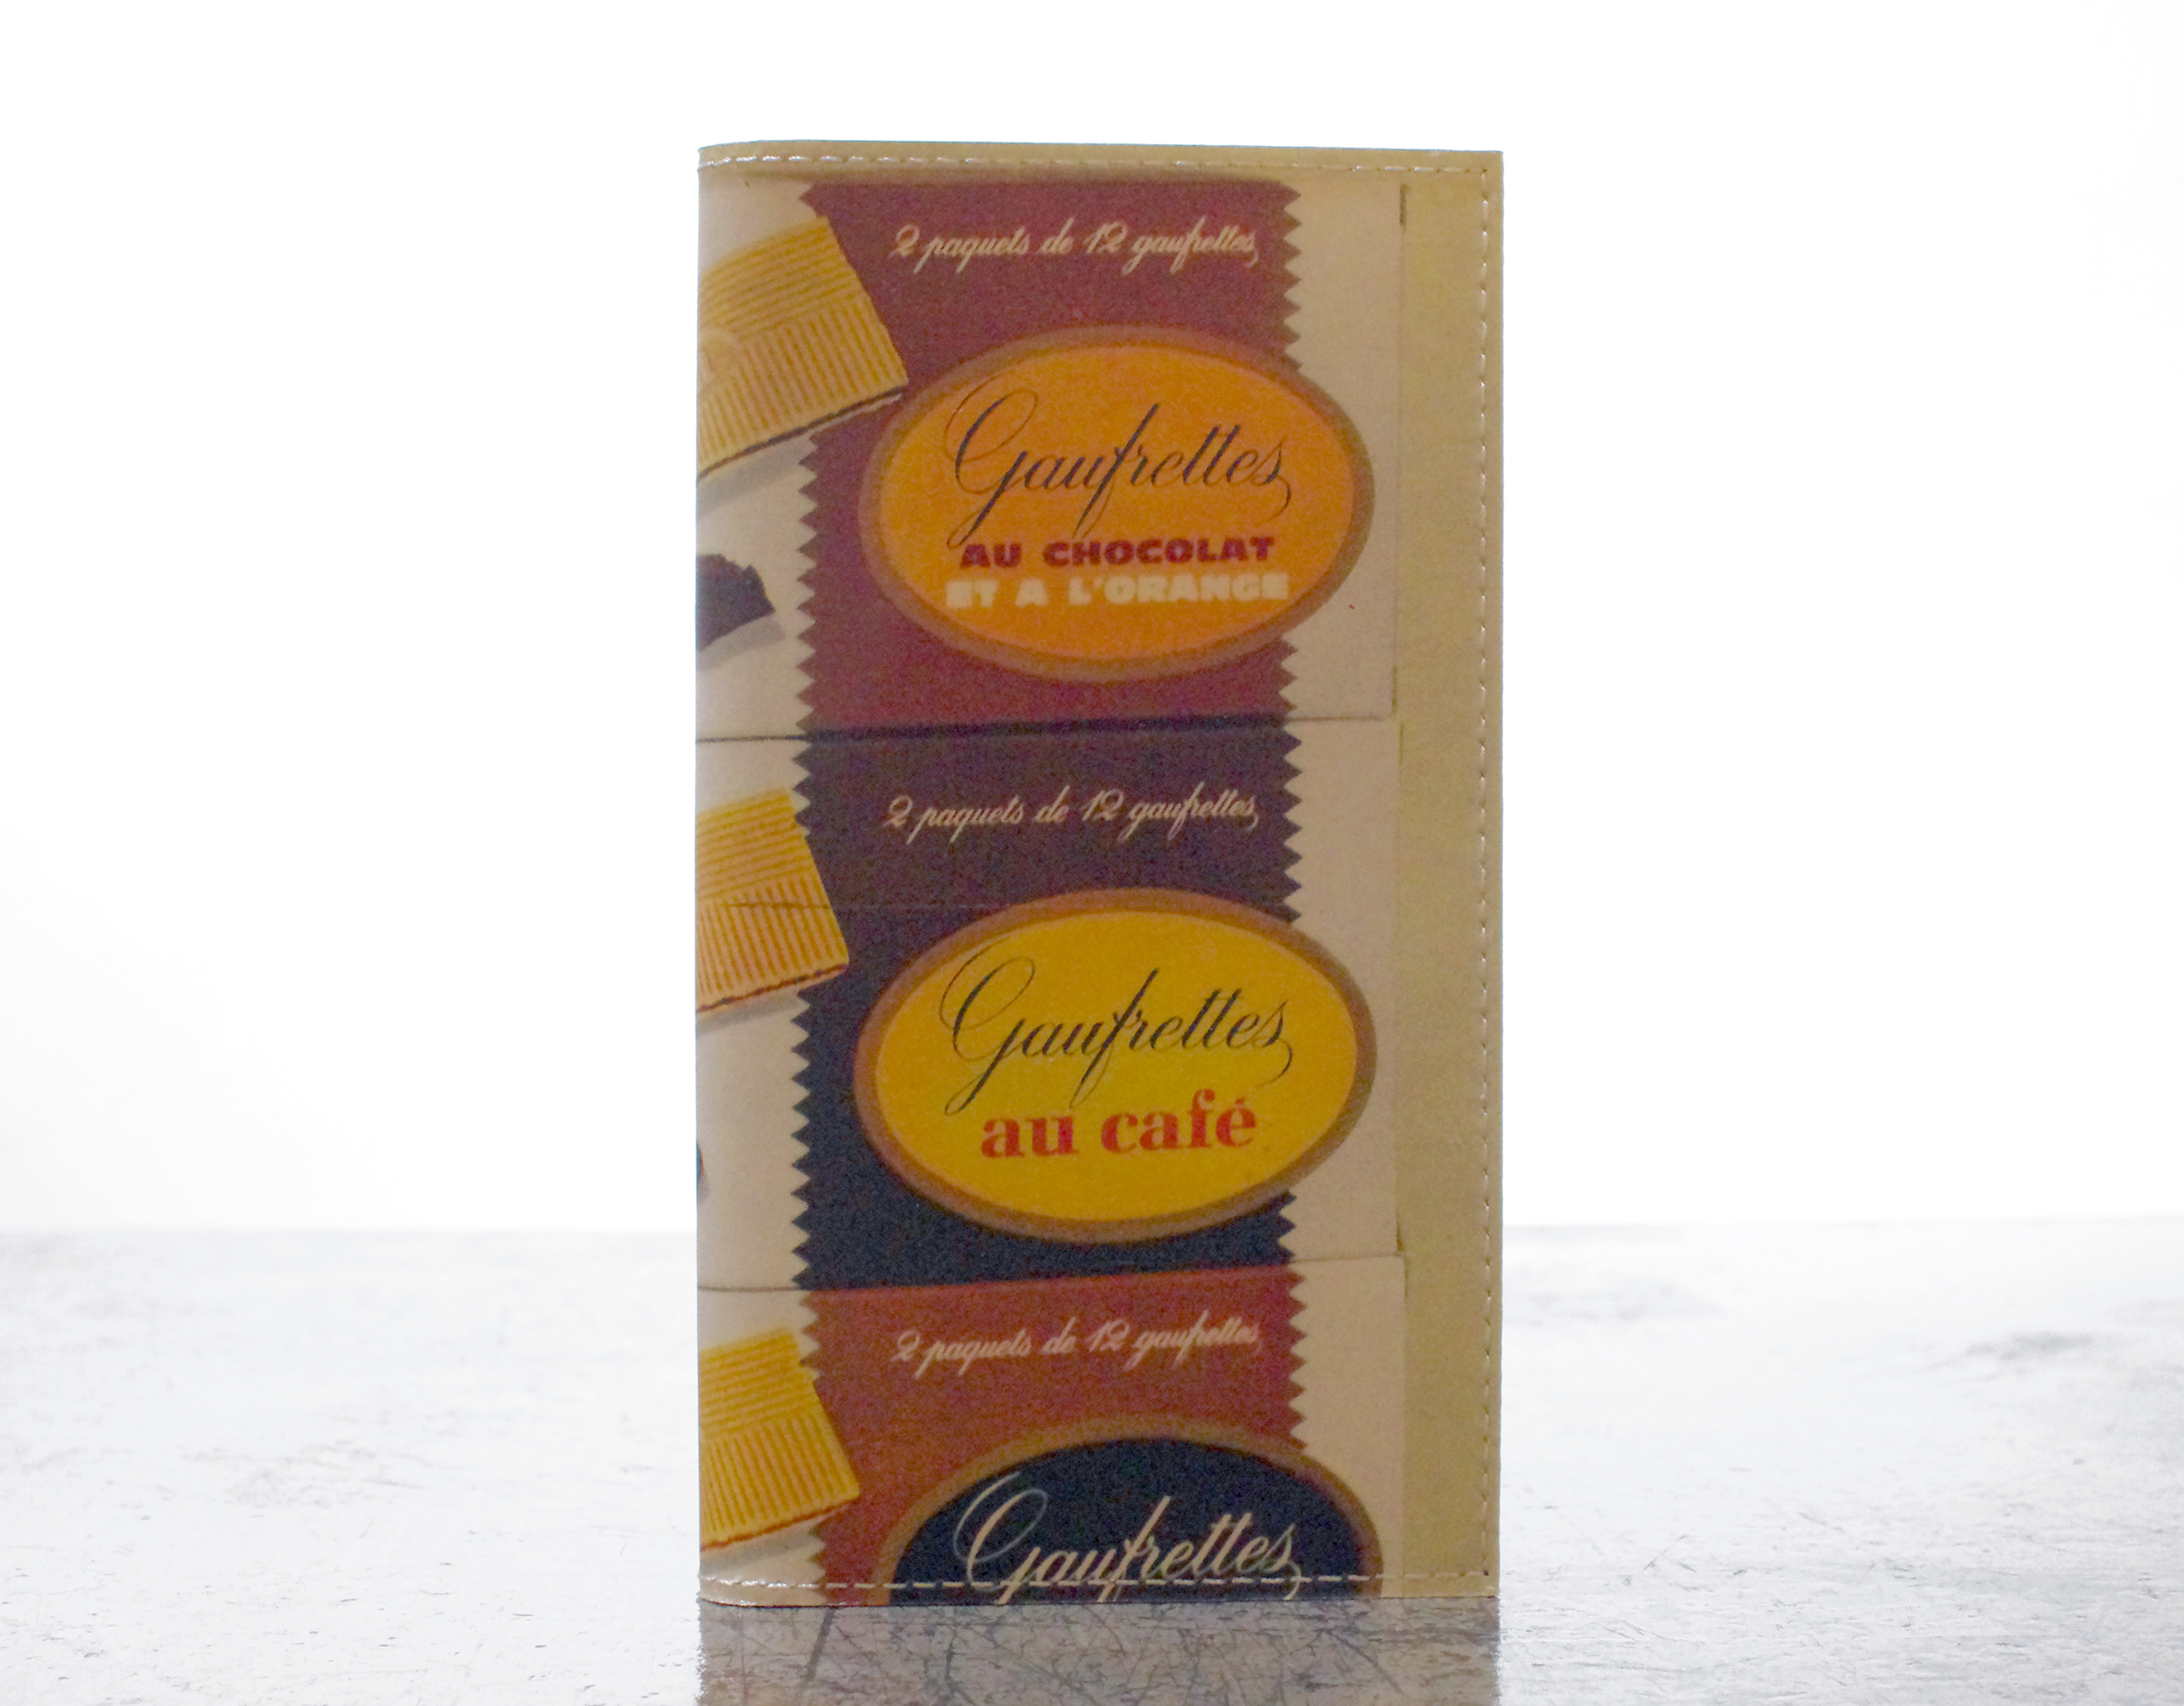 2 paquets de 12 gaufrettes
Gaufrettes
AU CHOCOLAT
ET A L'ORANGE
2 paquets de 12 gaufrettes
Gaufrettes
au café
2 paquets de 12 gaufrettes
Gaufrettes